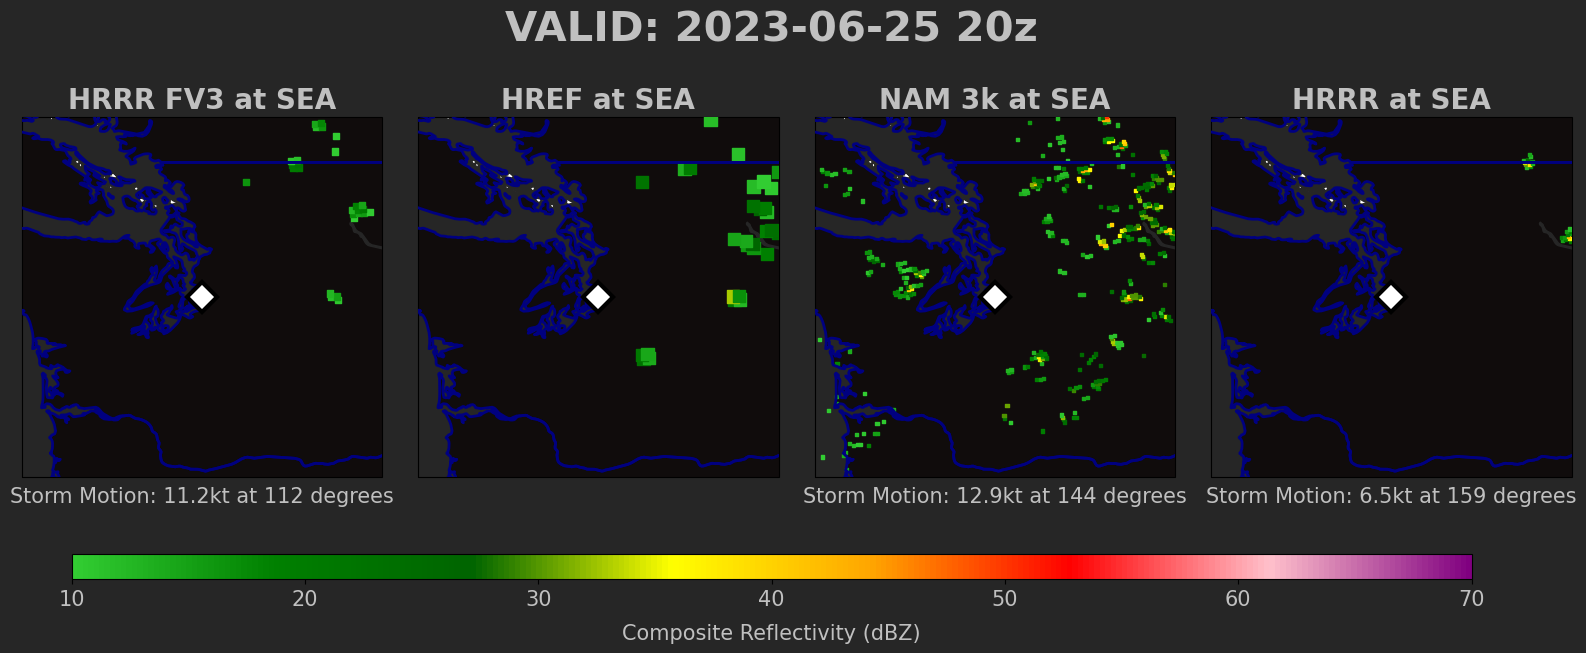 VALID: 2023-06-25 20z
HRRR FV3 at SEA
HREF at SEA
NAM 3k at SEA
HRRR at SEA
Storm Motion: 11.2kt at 112 degrees
Storm Motion: 12.9kt at 144 degrees
Storm Motion: 6.5kt at 159 degrees
10 20 30 40 50 60 70
Composite Reflectivity (dBZ)